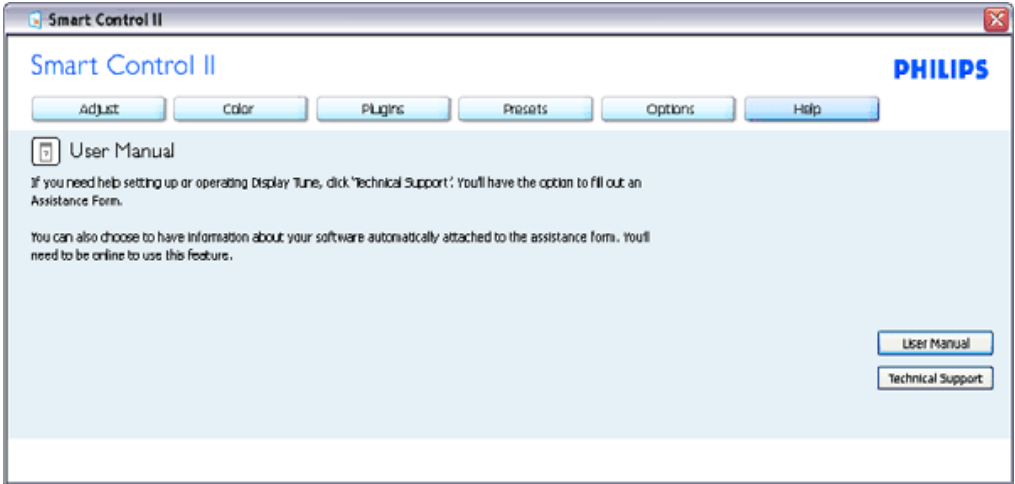 Smart Control II
Smart Control II
PHILIPS
Adjust Color Plugins Presets Options Help
User Manual
If you need help setting up or operating Display Tune, click 'Technical Support'. You'll have the option to fill out an
Assistance Form.
You can also choose to have information about your software automatically attached to the assistance form. You'll
need to be online to use this feature.
User Manual
Technical Support